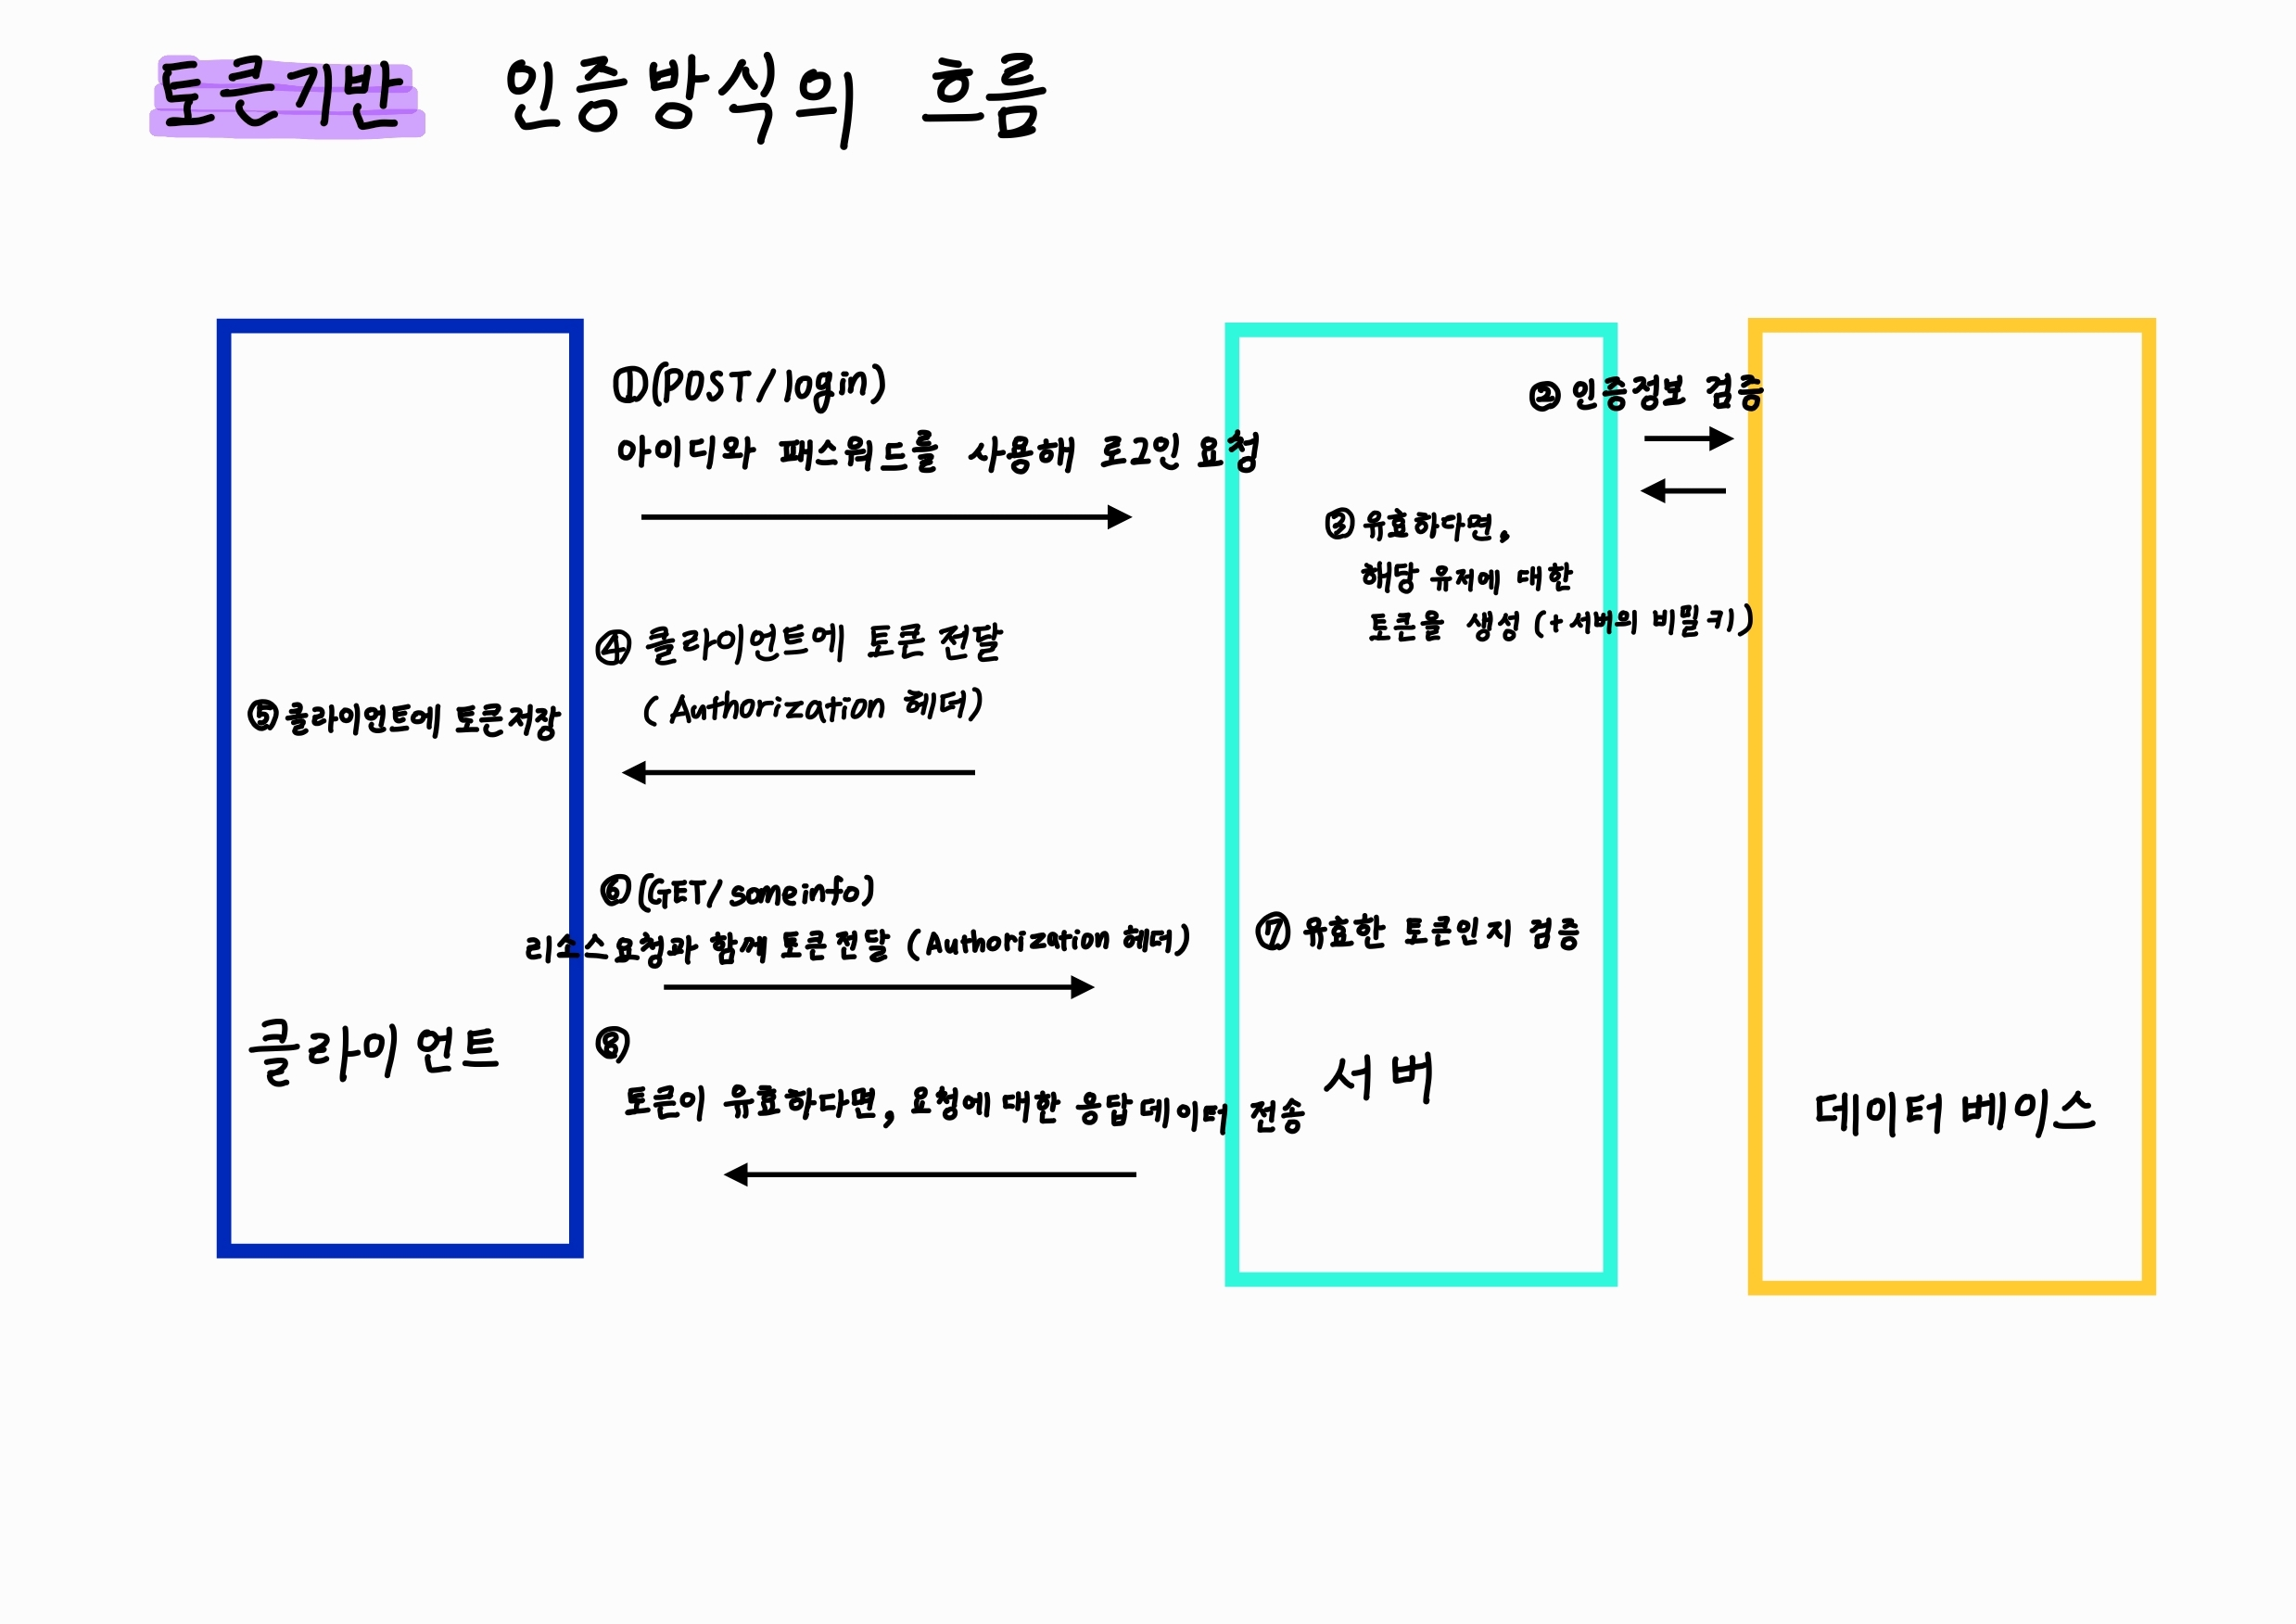 토큰기반 인증방식의 흐름
①(POST/login)
아이디와 패스워드를 사용해 로그인 요청
② 인증정보 검증
③ 유효하다면,
해당 유저에 대한
토큰을 생성 (+ 서버의 비밀키)
④ 클라이언트에 토큰 전달
(Authorization 헤더)
⑤ 클라이언트에 토큰저장
⑥(GET/someinfo)
리소스요청과 함께 토큰 전달 (Authorization 헤더)
⑦ 유효한 토큰인지 검증
⑧
토큰이 유효하다면, 요청에 대한 응답 데이터 전송
클라이언트
서버
데이터베이스